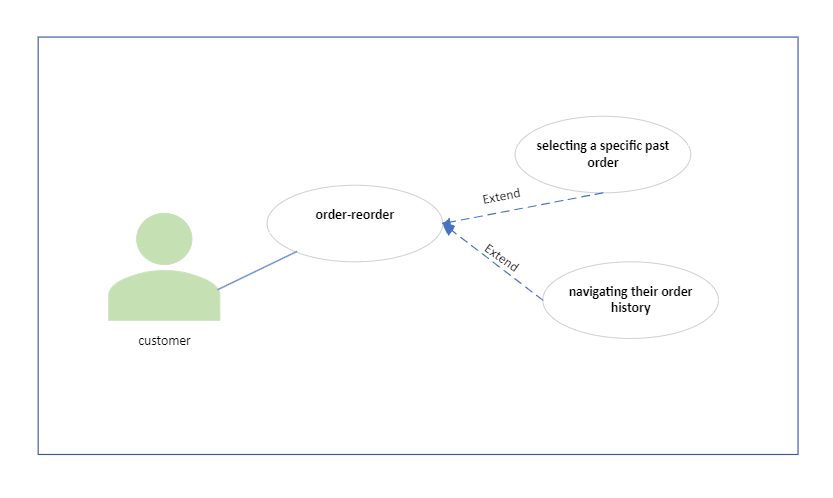 selecting a specific past
order
Extend
order-reorder
Extend
navigating their order
history
customer